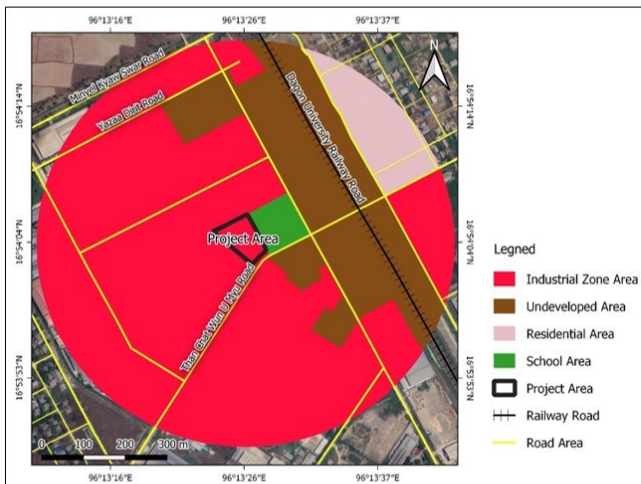 96°13'16"E 96°13'26"E 96°13'37"E
N
Minyel Kyaw Swar Road
Yazaa Dirit Road
Dagon University Railway Road
16°54'14"N 16°54'14"N
Project Area
16°54'04"N 16°54'04"N
Than Chat Wun U Myu Road
16°53'53"N 16°53'53"N
0 100 200 300 m
96°13'16"E 96°13'26"E 96°13'37"E
Legned
Industrial Zone Area
Undeveloped Area
Residential Area
School Area
Project Area
Railway Road
Road Area